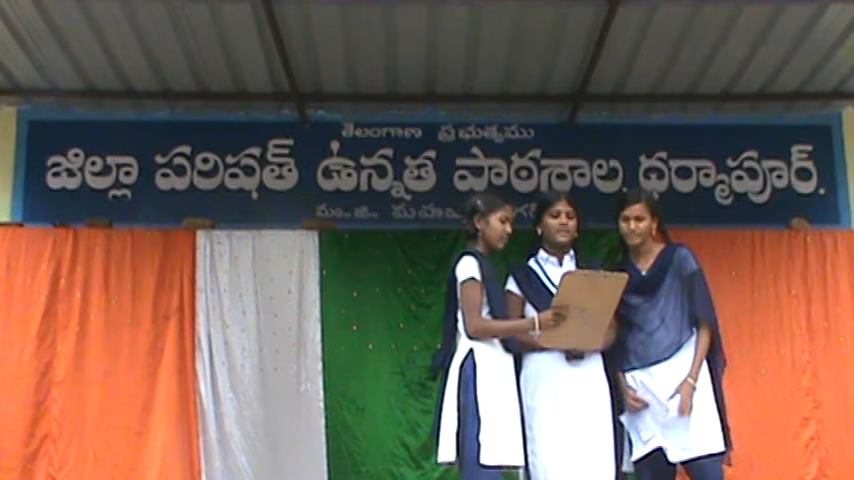 తెలంగాణ ప్రభుత్వము
జిల్లా పరిషత్ ఉన్నత పాఠశాల, ధర్మాపూర్.
మం..జి..